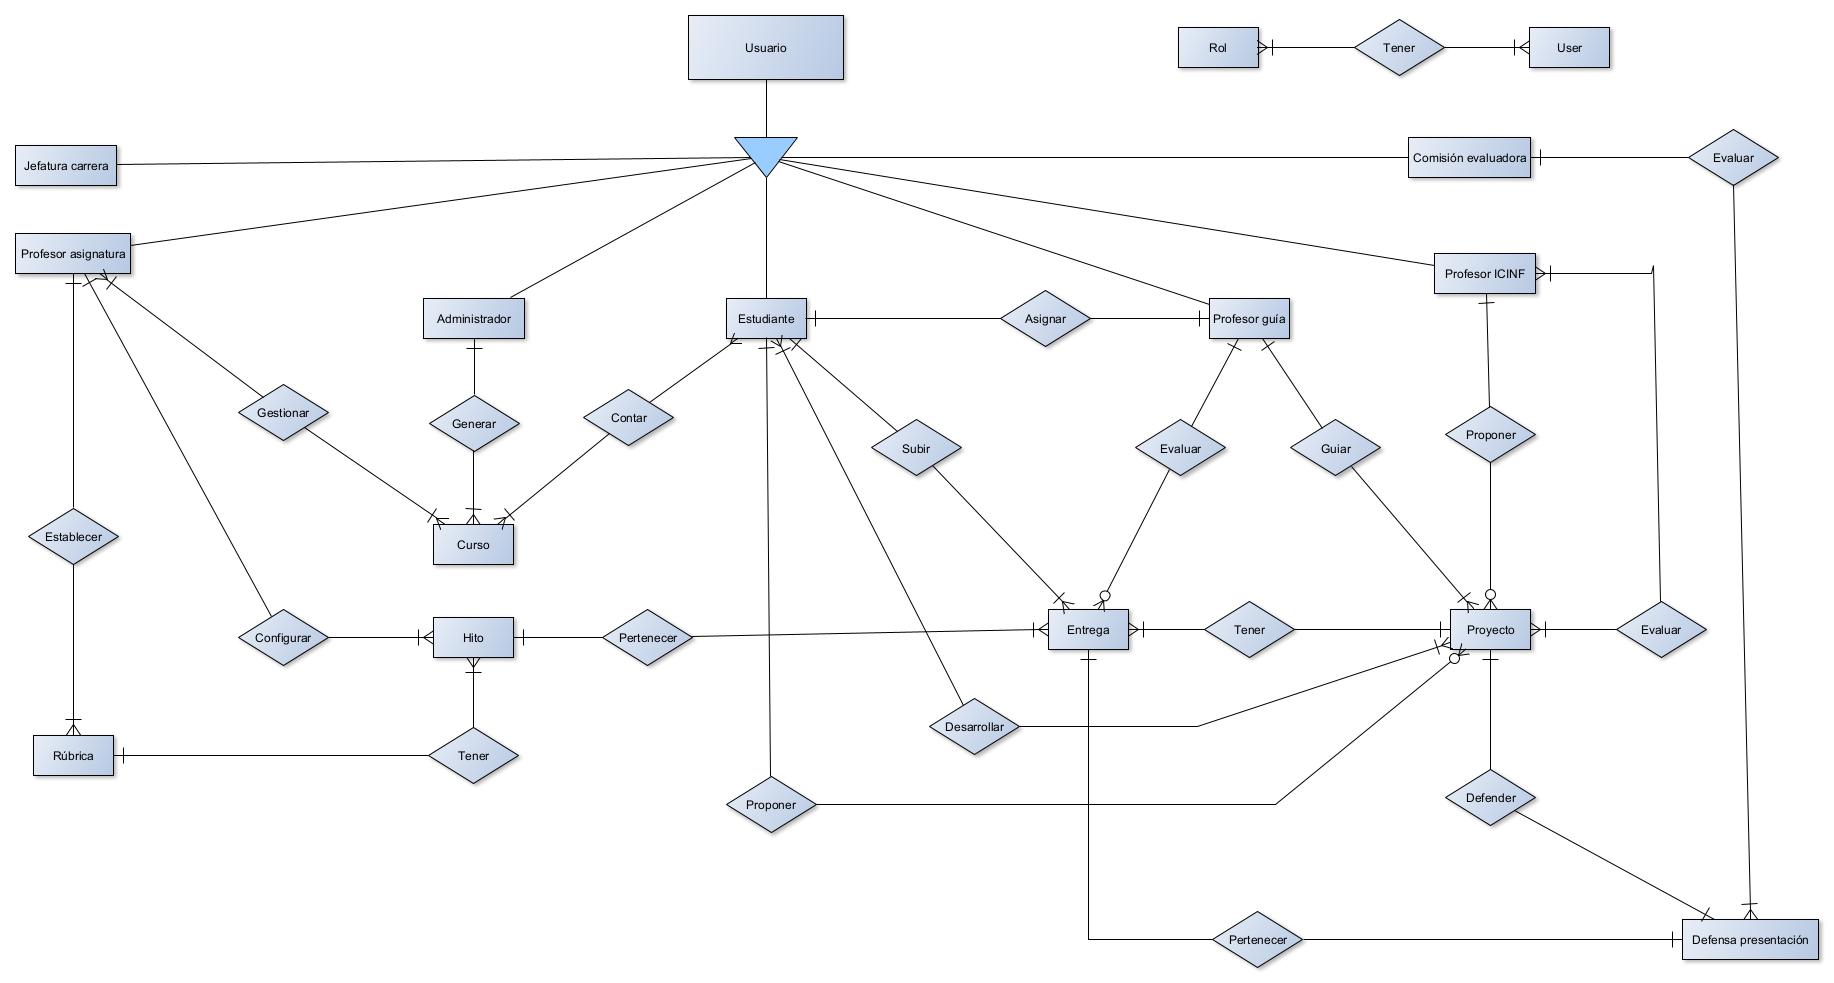 Usuario
Rol
Tener
User
Jefatura carrera
Comisión evaluadora
Evaluar
Profesor asignatura
Profesor ICINF
Administrador
Estudiante
Asignar
Profesor guía
Gestionar
Generar
Contar
Subir
Evaluar
Guiar
Proponer
Establecer
Curso
Configurar
Hito
Pertenecer
Entrega
Tener
Proyecto
Evaluar
Rúbrica
Tener
Desarrollar
Proponer
Defender
Pertenecer
Defensa presentación